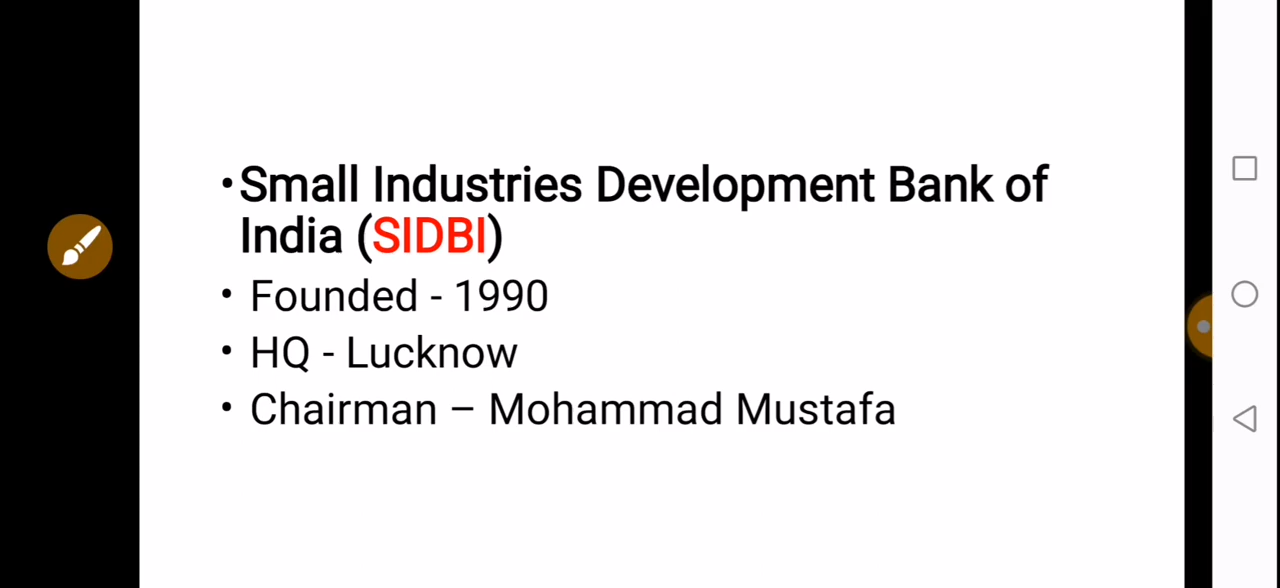 •Small Industries Development Bank of
India (SIDBI)
• Founded - 1990
• HQ - Lucknow
• Chairman – Mohammad Mustafa